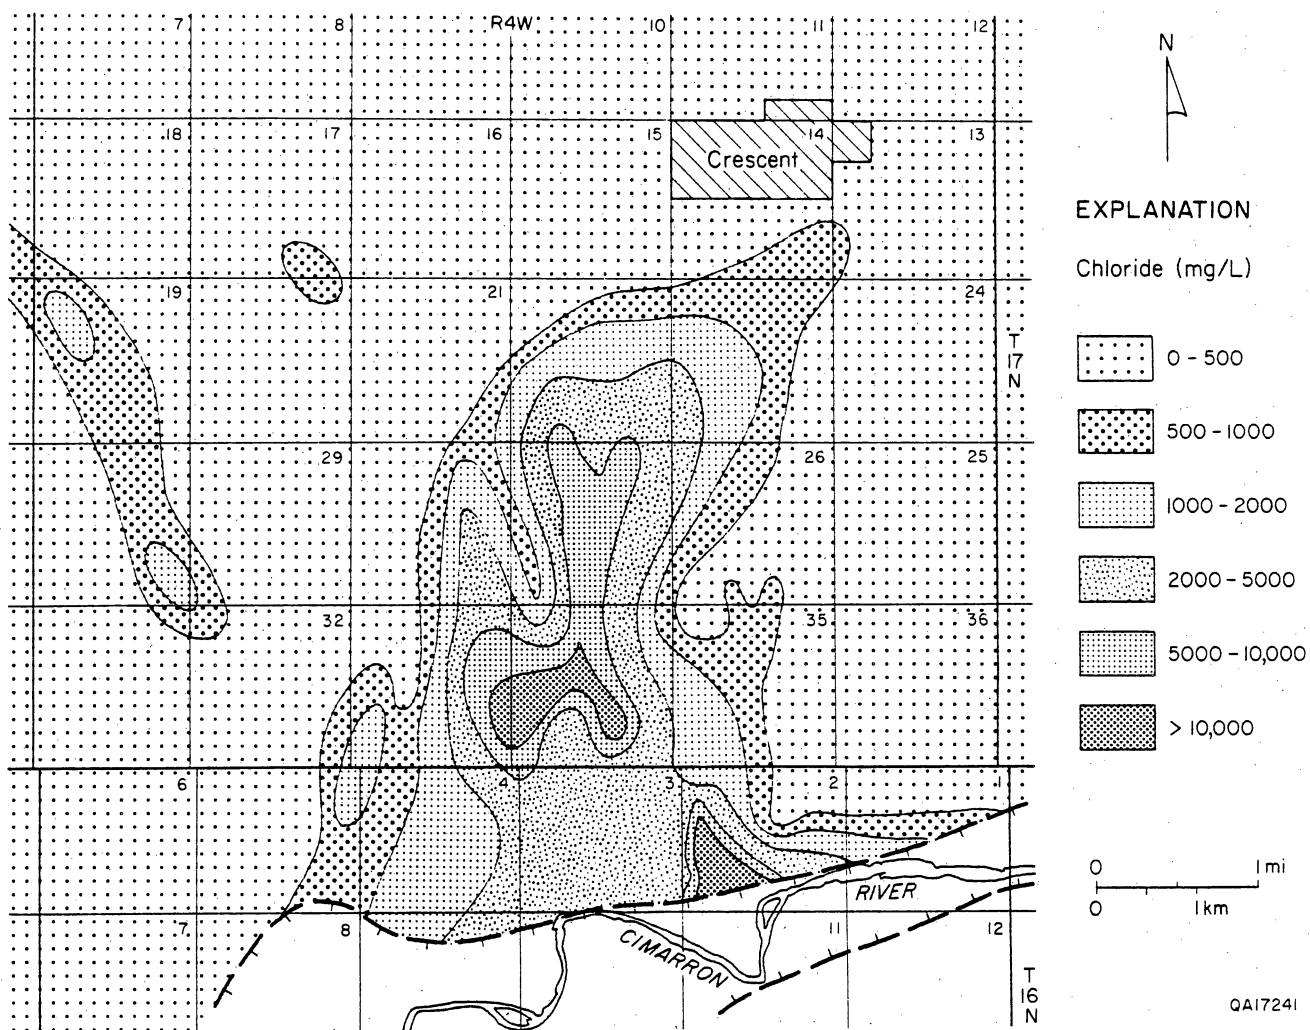 7 8 R4W 10 11 12
N
18 17 16 15 14 13
Crescent
EXPLANATION
Chloride (mg/L)
19 21 24
0 - 500
T
17
N
500 - 1000
29 26 25
1000 - 2000
2000 - 5000
32 35 36
5000 - 10,000
> 10,000
6 4 3 2 1
0 1 mi
0 1 km
RIVER
7 8 CIMARRON 11 12
T
16
N
QA17241